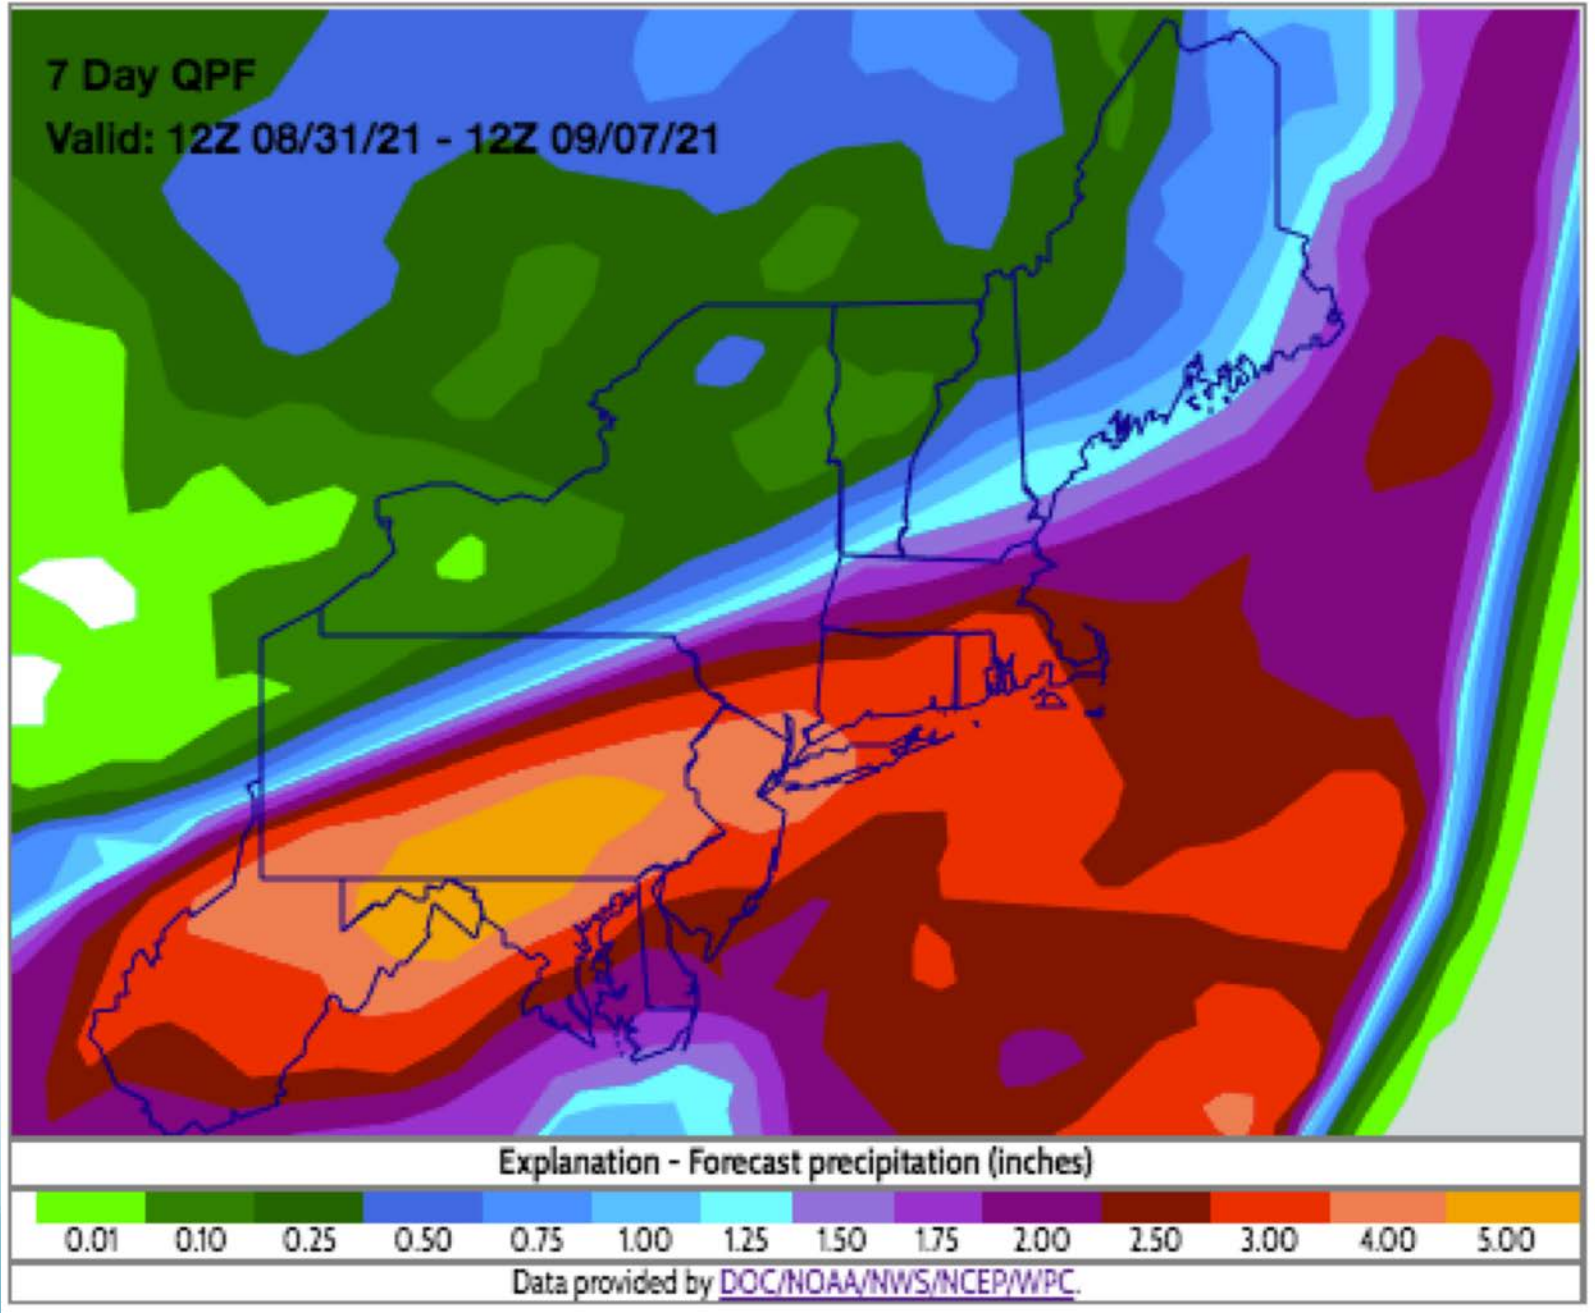 7 Day QPF
Valid: 12Z 08/31/21 - 12Z 09/07/21
Explanation - Forecast precipitation (inches)
0.01 0.10 0.25 0.50 0.75 1.00 1.25 1.50 1.75 2.00 2.50 3.00 4.00 5.00
Data provided by DOC/NOAA/NWS/NCEP/WPC.